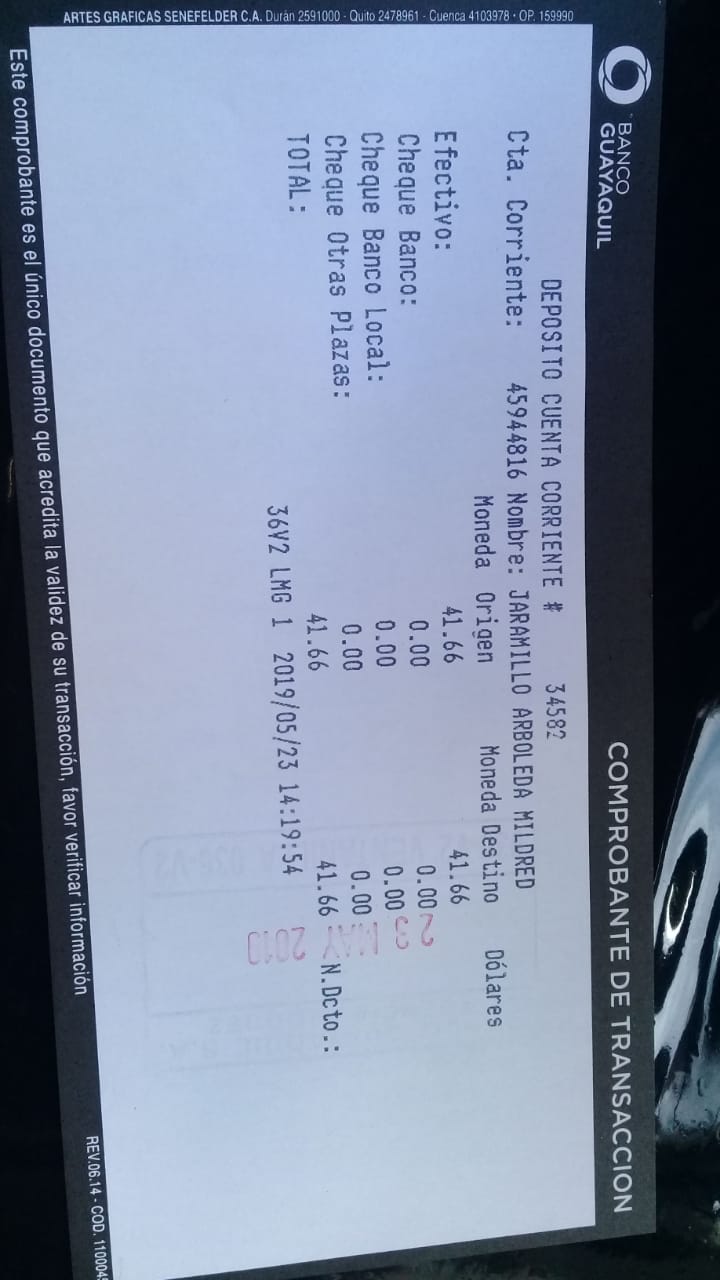 BANCO
GUAYAQUIL
COMPROBANTE DE TRANSACCION
DEPOSITO CUENTA CORRIENTE # 34582
Cta. Corriente: 45944816 Nombre: JARAMILLO ARBOLEDA MILDRED
Moneda Origen Moneda Destino Dólares
Efectivo: 41.66 41.66
Cheque Banco: 0.00 0.00
Cheque Banco Local: 0.00 0.00
Cheque Otras Plazas: 0.00 0.00
TOTAL: 41.66 41.66 N.Dcto.:
36V2 LMG 1 2019/05/23 14:19:54
23 MAY
ARTES GRAFICAS SENEFELDER C.A. Durán 2591000 - Quito 2478961 - Cuenca 4103978 - OP. 159990
REV.06.14 - COD. 110004
Este comprobante es el único documento que acredita la validez de su transacción, favor verificar información